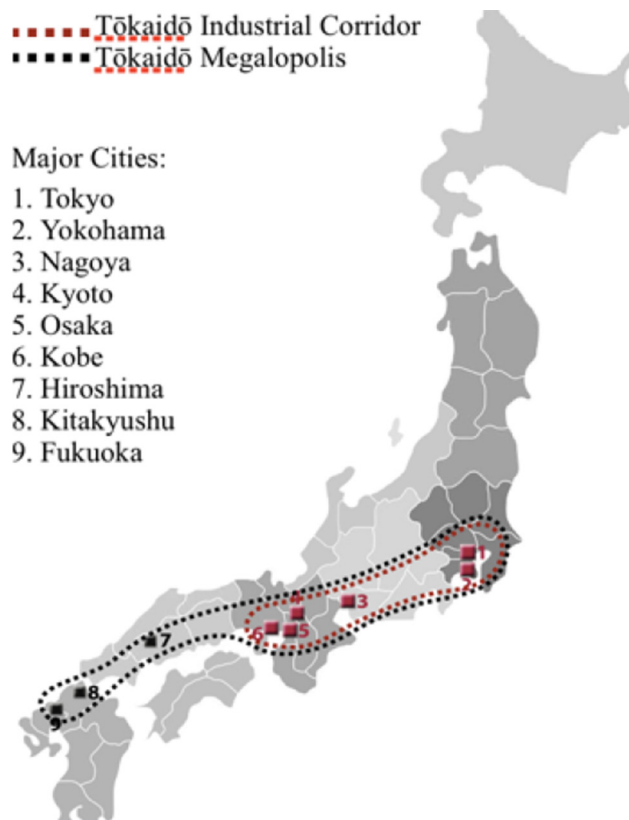 Tōkaidō Industrial Corridor
Tōkaidō Megalopolis
Major Cities:
1. Tokyo
2. Yokohama
3. Nagoya
4. Kyoto
5. Osaka
6. Kobe
7. Hiroshima
8. Kitakyushu
9. Fukuoka
1
2
3
4
5
6
7
8
9